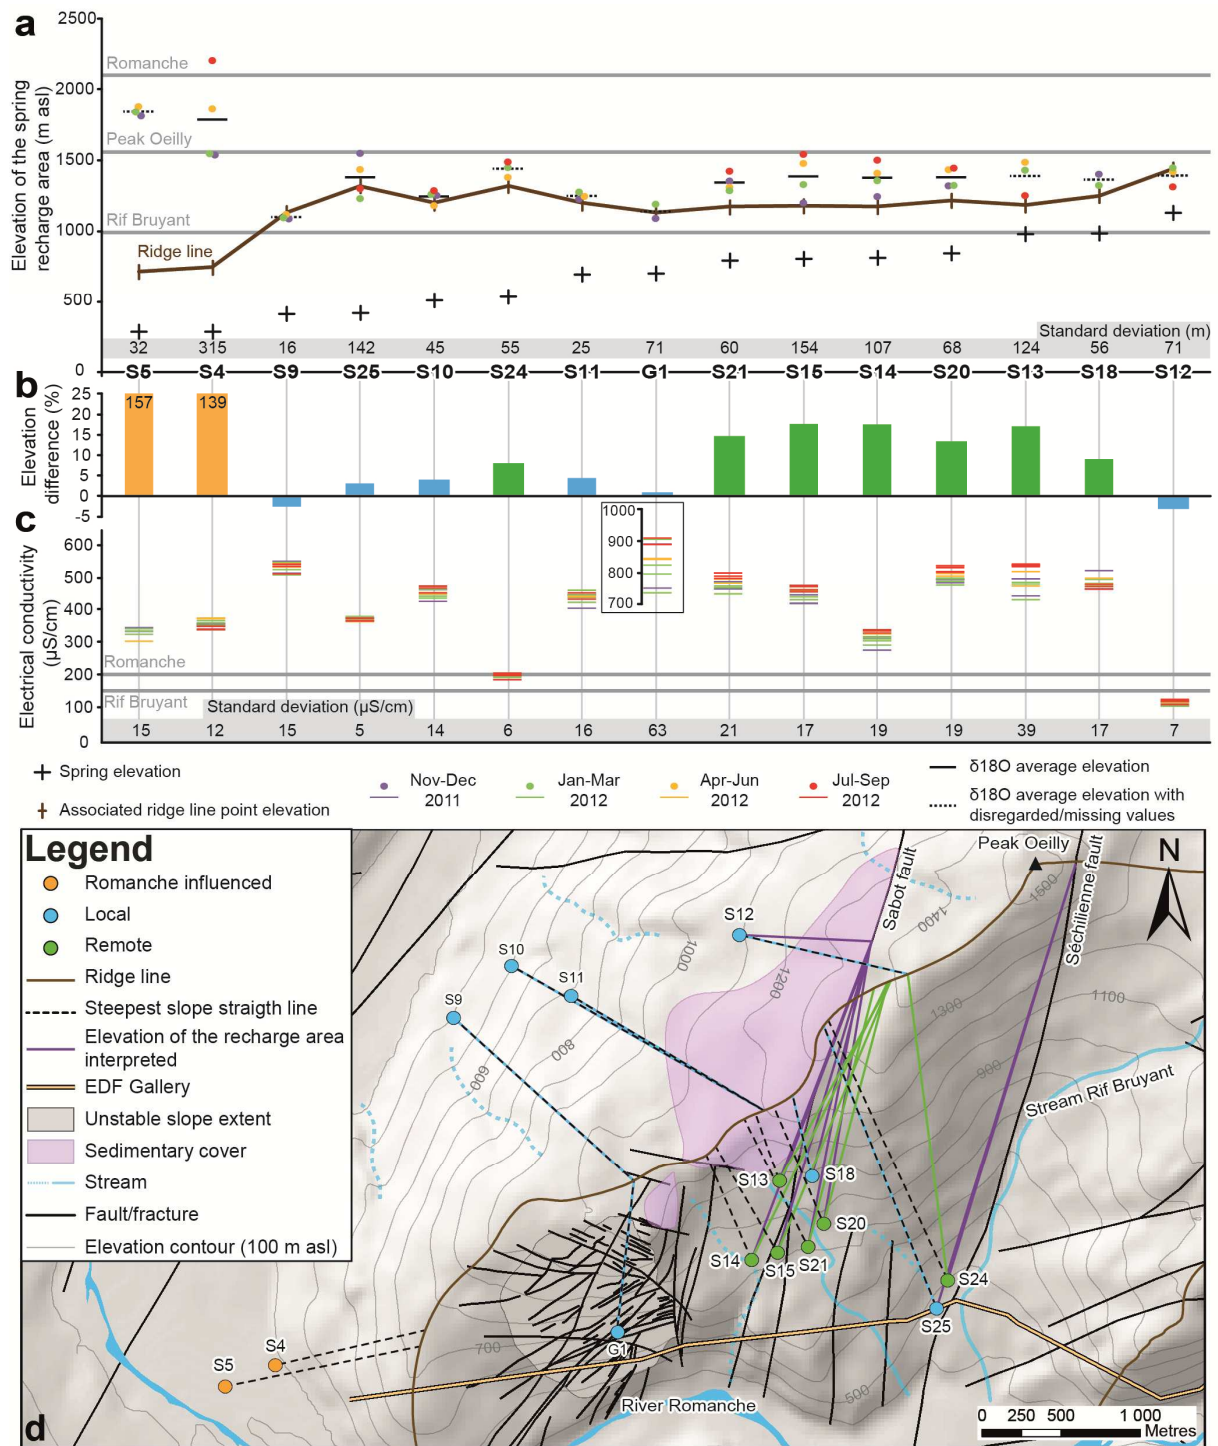 a
Elevation of the spring
recharge area (m asl)
2500
2000
1500
1000
500
0
Romanche
Peak Oeilly
Rif Bruyant
Ridge line
Standard deviation (m)
32 315 16 142 45 55 25 71 60 154 107 68 124 56 71
S5 S4 S9 S25 S10 S24 S11 G1 S21 S15 S14 S20 S13 S18 S12
b
Elevation
difference (%)
25
20
15
10
5
0
-5
157 139
c
Electrical conductivity
(µS/cm)
600
500
400
300
200
100
0
1000
900
800
700
Romanche
Rif Bruyant
Standard deviation (µS/cm)
15 12 15 5 14 6 16 63 21 17 19 19 39 17 7
Spring elevation
Associated ridge line point elevation
Nov-Dec
2011
Jan-Mar
2012
Apr-Jun
2012
Jul-Sep
2012
δ18O average elevation
δ18O average elevation with
disregarded/missing values
Legend
Romanche influenced
Local
Remote
Ridge line
Steepest slope straigth line
Elevation of the recharge area
interpreted
EDF Gallery
Unstable slope extent
Sedimentary cover
Stream
Fault/fracture
Elevation contour (100 m asl)
Peak Oeilly
N
Sabot fault
Séchilienne fault
S12
1400
1500
S10
1000
S11
1200
S9
1300
1100
800
600
900
Stream Rif Bruyant
S13
S18
S20
S14
S15
S21
S24
S25
S4
S5
G1
700
500
River Romanche
0 250 500 1 000
Metres
d